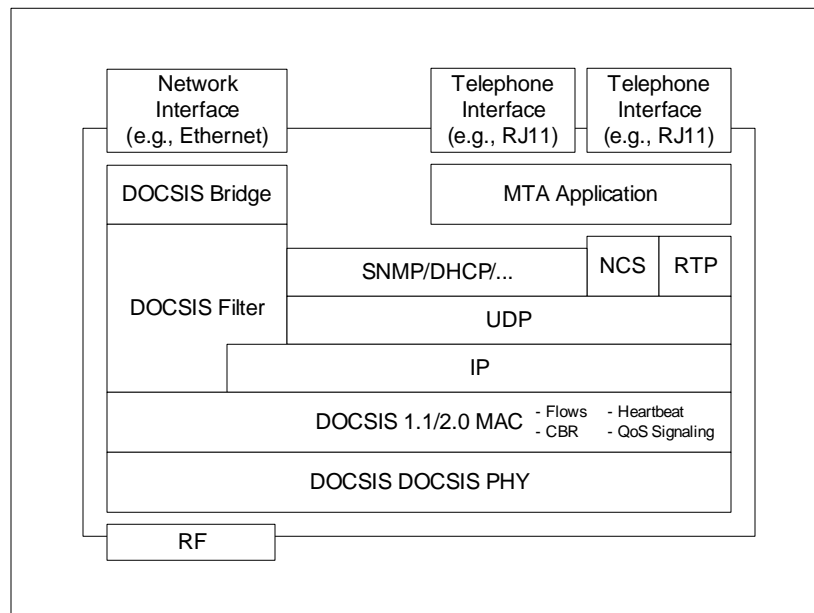 Network
Interface
(e.g., Ethernet)
Telephone
Interface
(e.g., RJ11)
Telephone
Interface
(e.g., RJ11)
DOCSIS Bridge
MTA Application
SNMP/DHCP/...
NCS
RTP
DOCSIS Filter
UDP
IP
DOCSIS 1.1/2.0 MAC
- Flows
- Heartbeat
- CBR
- QoS Signaling
DOCSIS DOCSIS PHY
RF